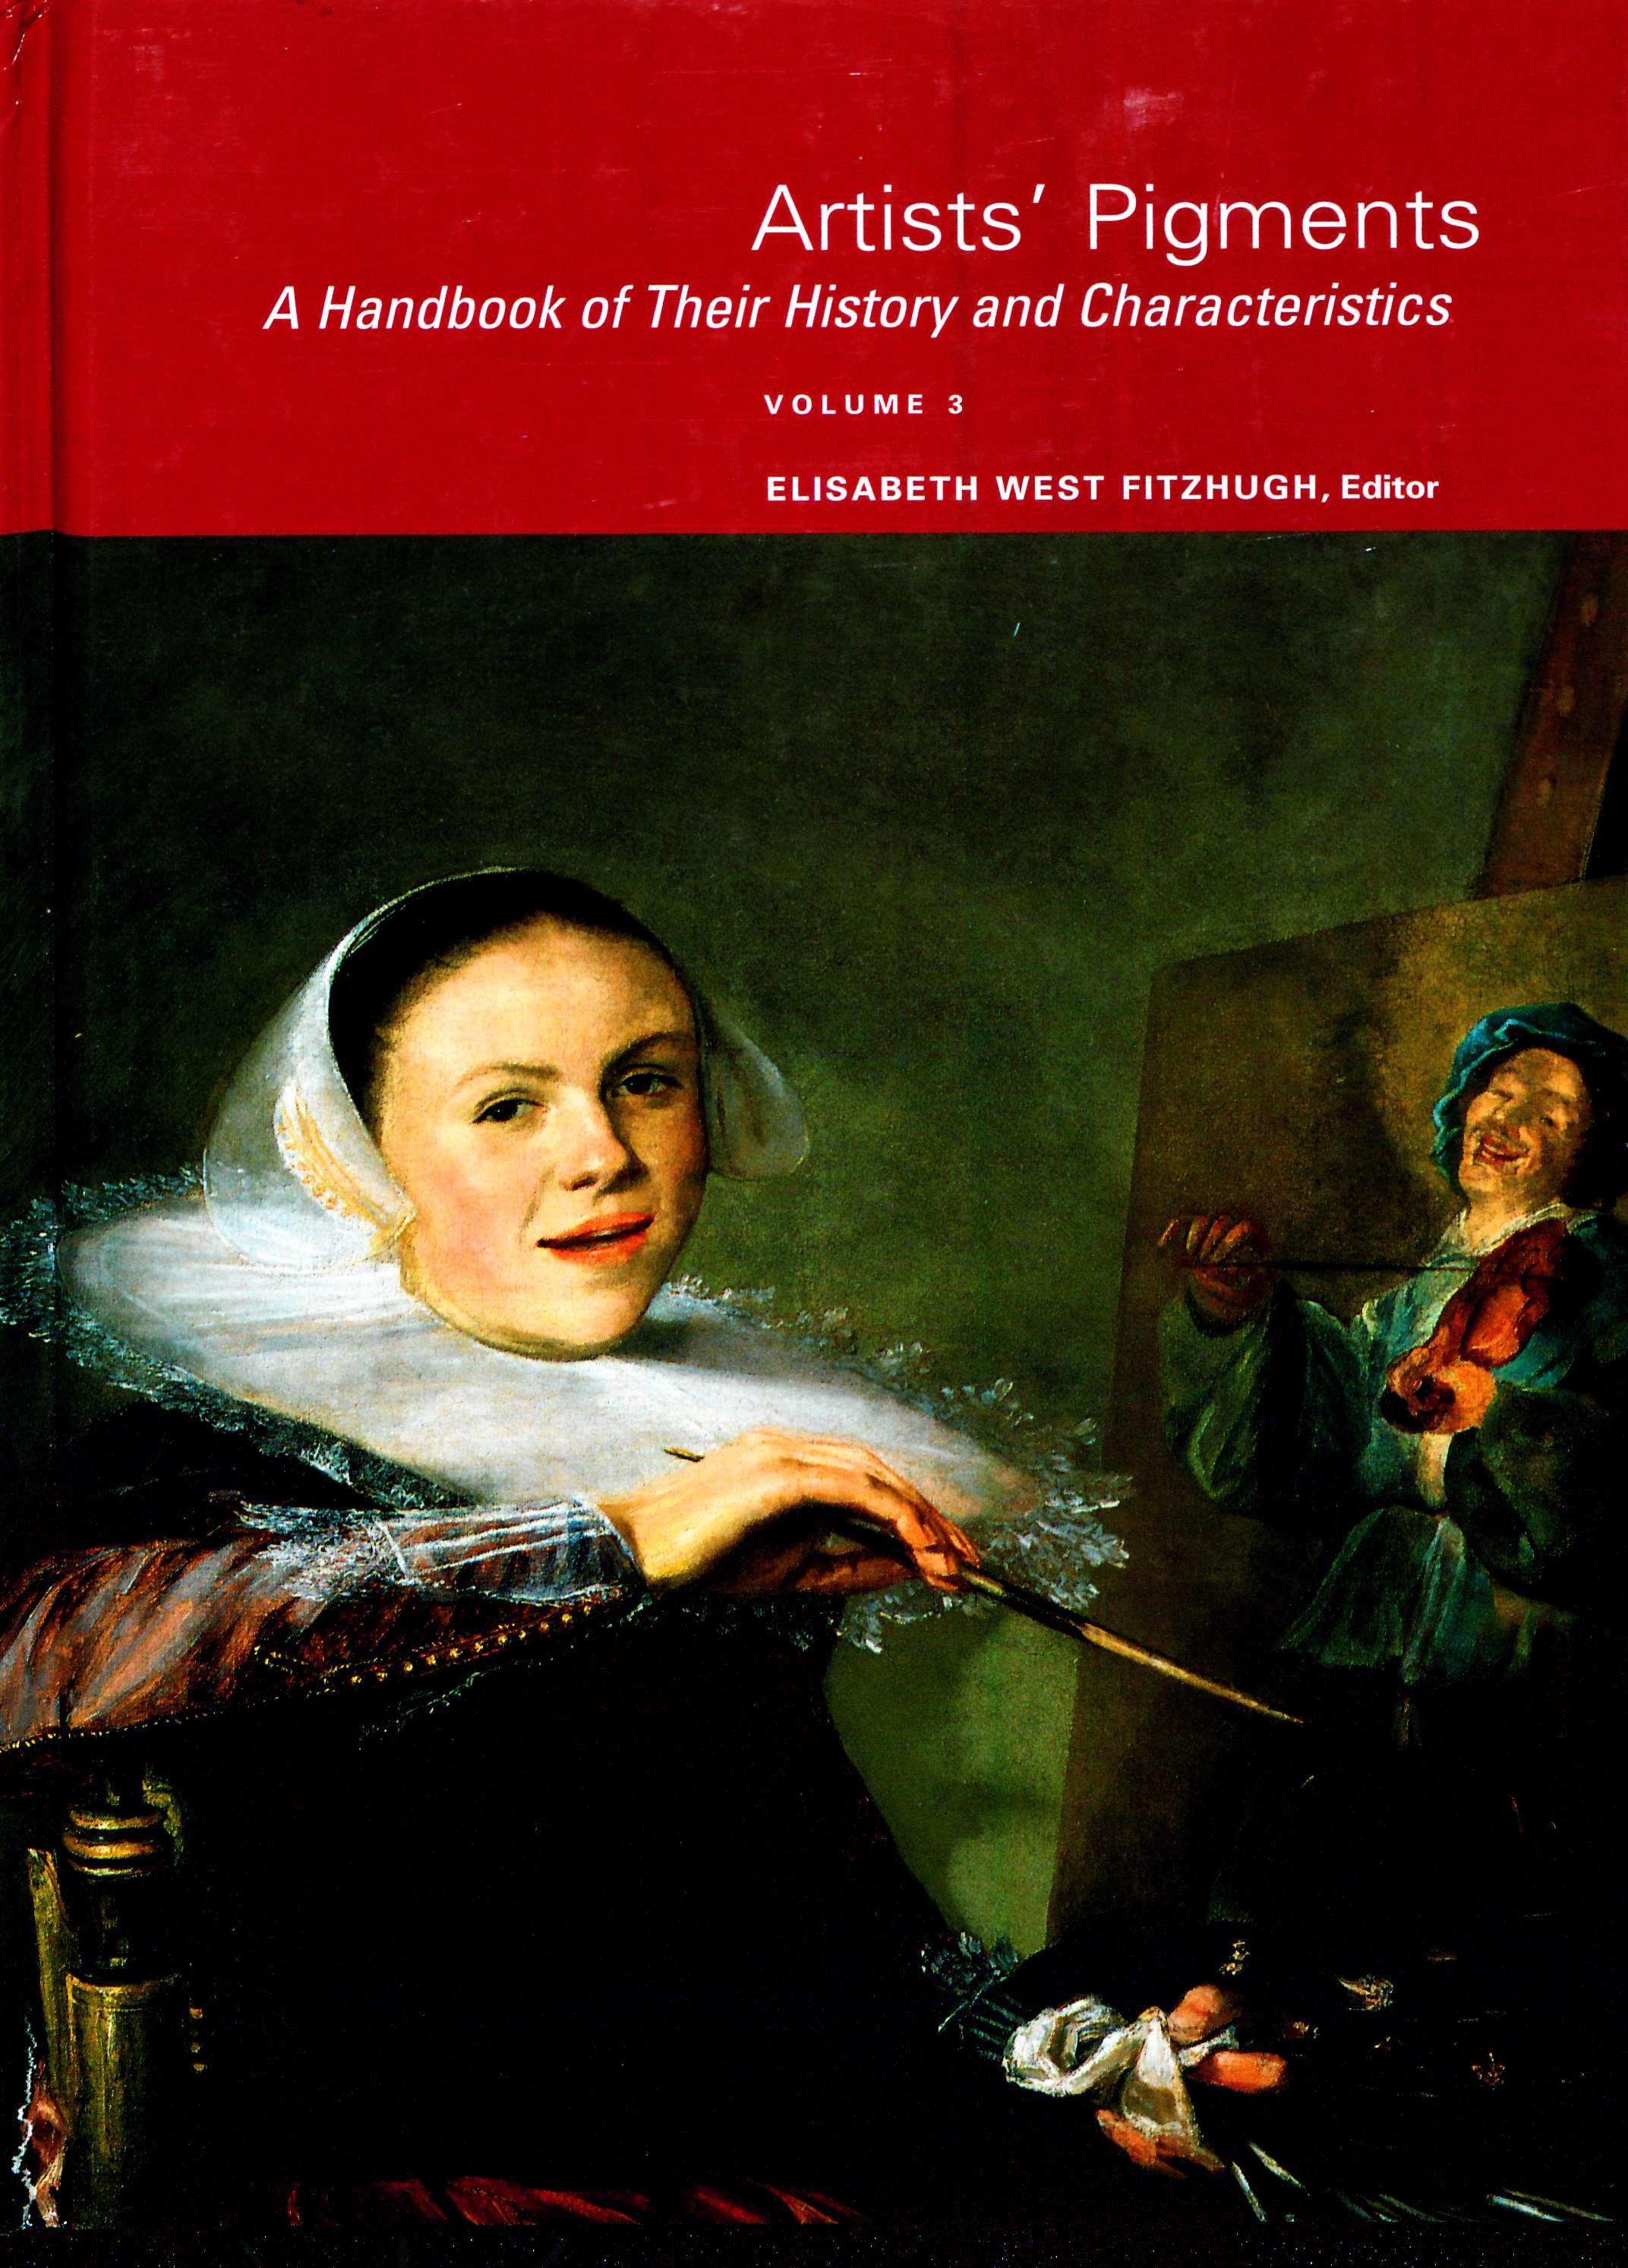 Artists’ Pigments
A Handbook of Their History and Characteristics
VOLUME 3
ELISABETH WEST FITZHUGH, Editor